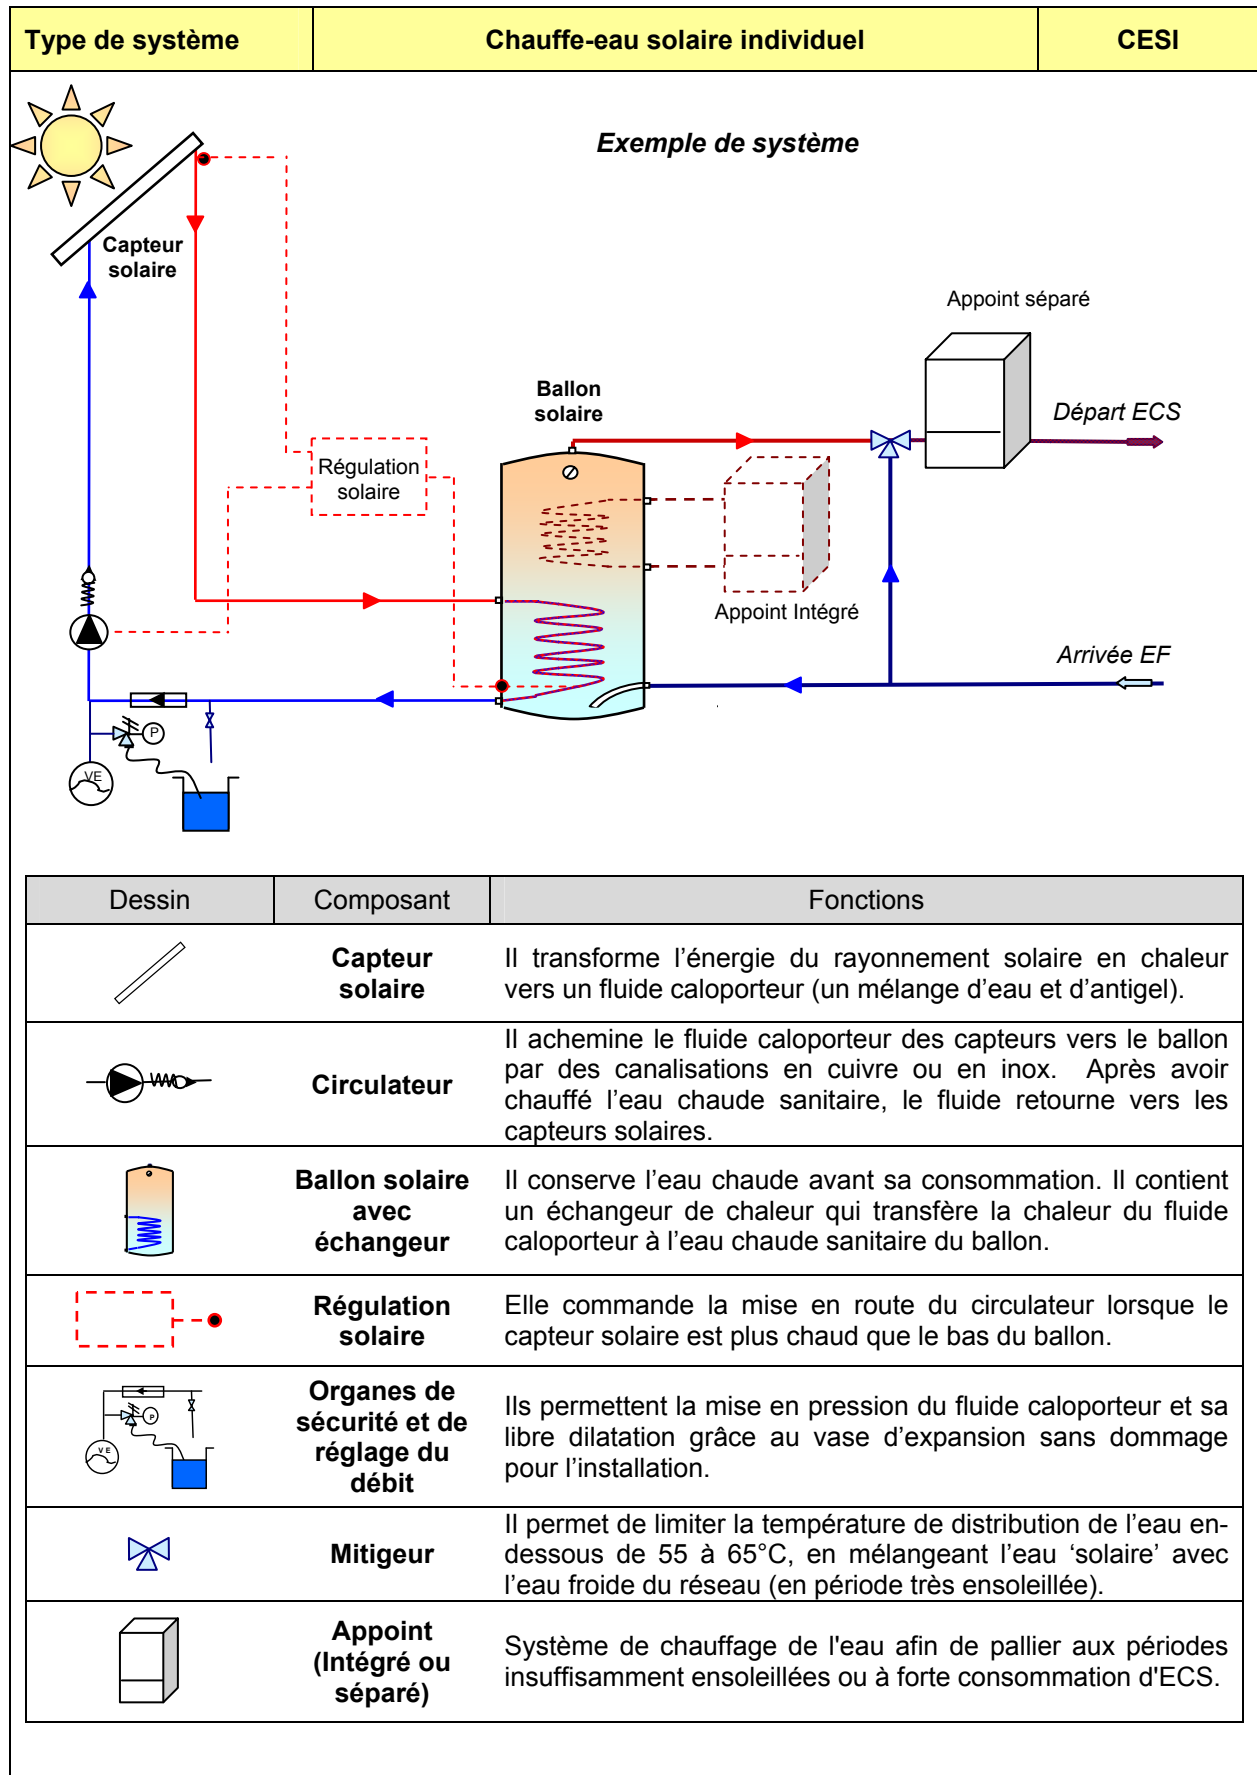 Type de système
Chauffe-eau solaire individuel
CESI
Exemple de système
Capteur
solaire
Appoint séparé
Ballon
solaire
Départ ECS
Régulation
solaire
Appoint Intégré
Arrivée EF
P
VE
Dessin
Composant
Fonctions
Capteur
solaire
Il transforme l’énergie du rayonnement solaire en chaleur
vers un fluide caloporteur (un mélange d’eau et d’antigel).
Circulateur
Il achemine le fluide caloporteur des capteurs vers le ballon
par des canalisations en cuivre ou en inox. Après avoir
chauffé l’eau chaude sanitaire, le fluide retourne vers les
capteurs solaires.
Ballon solaire
avec
échangeur
Il conserve l’eau chaude avant sa consommation. Il contient
un échangeur de chaleur qui transfère la chaleur du fluide
caloporteur à l’eau chaude sanitaire du ballon.
Régulation
solaire
Elle commande la mise en route du circulateur lorsque le
capteur solaire est plus chaud que le bas du ballon.
P
V E
Organes de
sécurité et de
réglage du
débit
Ils permettent la mise en pression du fluide caloporteur et sa
libre dilatation grâce au vase d’expansion sans dommage
pour l’installation.
Mitigeur
Il permet de limiter la température de distribution de l’eau en-
dessous de 55 à 65°C, en mélangeant l’eau ‘solaire’ avec
l’eau froide du réseau (en période très ensoleillée).
Appoint
(Intégré ou
séparé)
Système de chauffage de l'eau afin de pallier aux périodes
insuffisamment ensoleillées ou à forte consommation d'ECS.